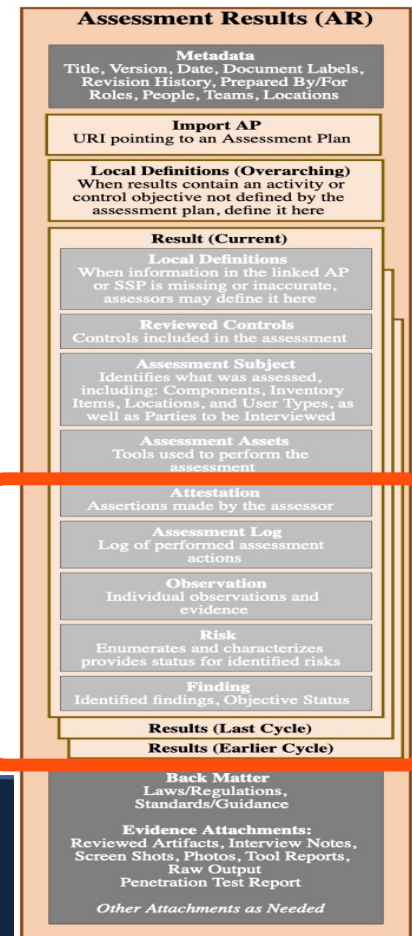 Assessment Results (AR)
Metadata
Title, Version, Date, Document Labels,
Revision History, Prepared By/For
Roles, People, Teams, Locations
Import AP
URI pointing to an Assessment Plan
Local Definitions (Overarching)
When results contain an activity or
control objective not defined by the
assessment plan, define it here
Result (Current)
Local Definitions
When information in the linked AP
or SSP is missing or inaccurate,
assessors may define it here
Reviewed Controls
Controls included in the assessment
Assessment Subject
Identifies what was assessed,
including: Components, Inventory
Items, Locations, and User Types, as
well as Parties to be Interviewed
Assessment Assets
Tools used to perform the
assessment
Attestation
Assertions made by the assessor
Assessment Log
Log of performed assessment
actions
Observation
Individual observations and
evidence
Risk
Enumerates and characterizes
provides status for identified risks
Finding
Identified findings, Objective Status
Results (Last Cycle)
Results (Earlier Cycle)
Back Matter
Laws/Regulations,
Standards/Guidance
Evidence Attachments:
Reviewed Artifacts, Interview Notes,
Screen Shots, Photos, Tool Reports,
Raw Output
Penetration Test Report
Other Attachments as Needed